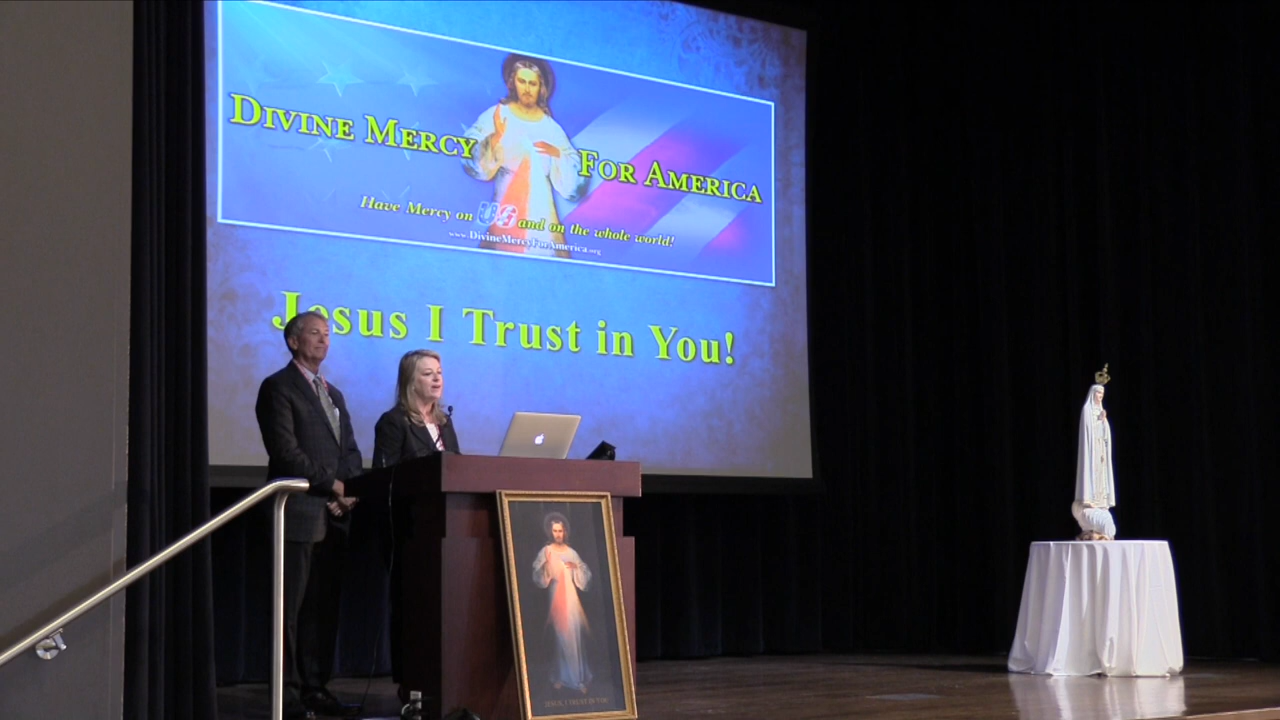 DIVINE MERCY FOR AMERICA
Have Mercy on US and on the whole world!
www.DivineMercyForAmerica.org
Jesus I Trust in You!
JESUS, I TRUST IN YOU